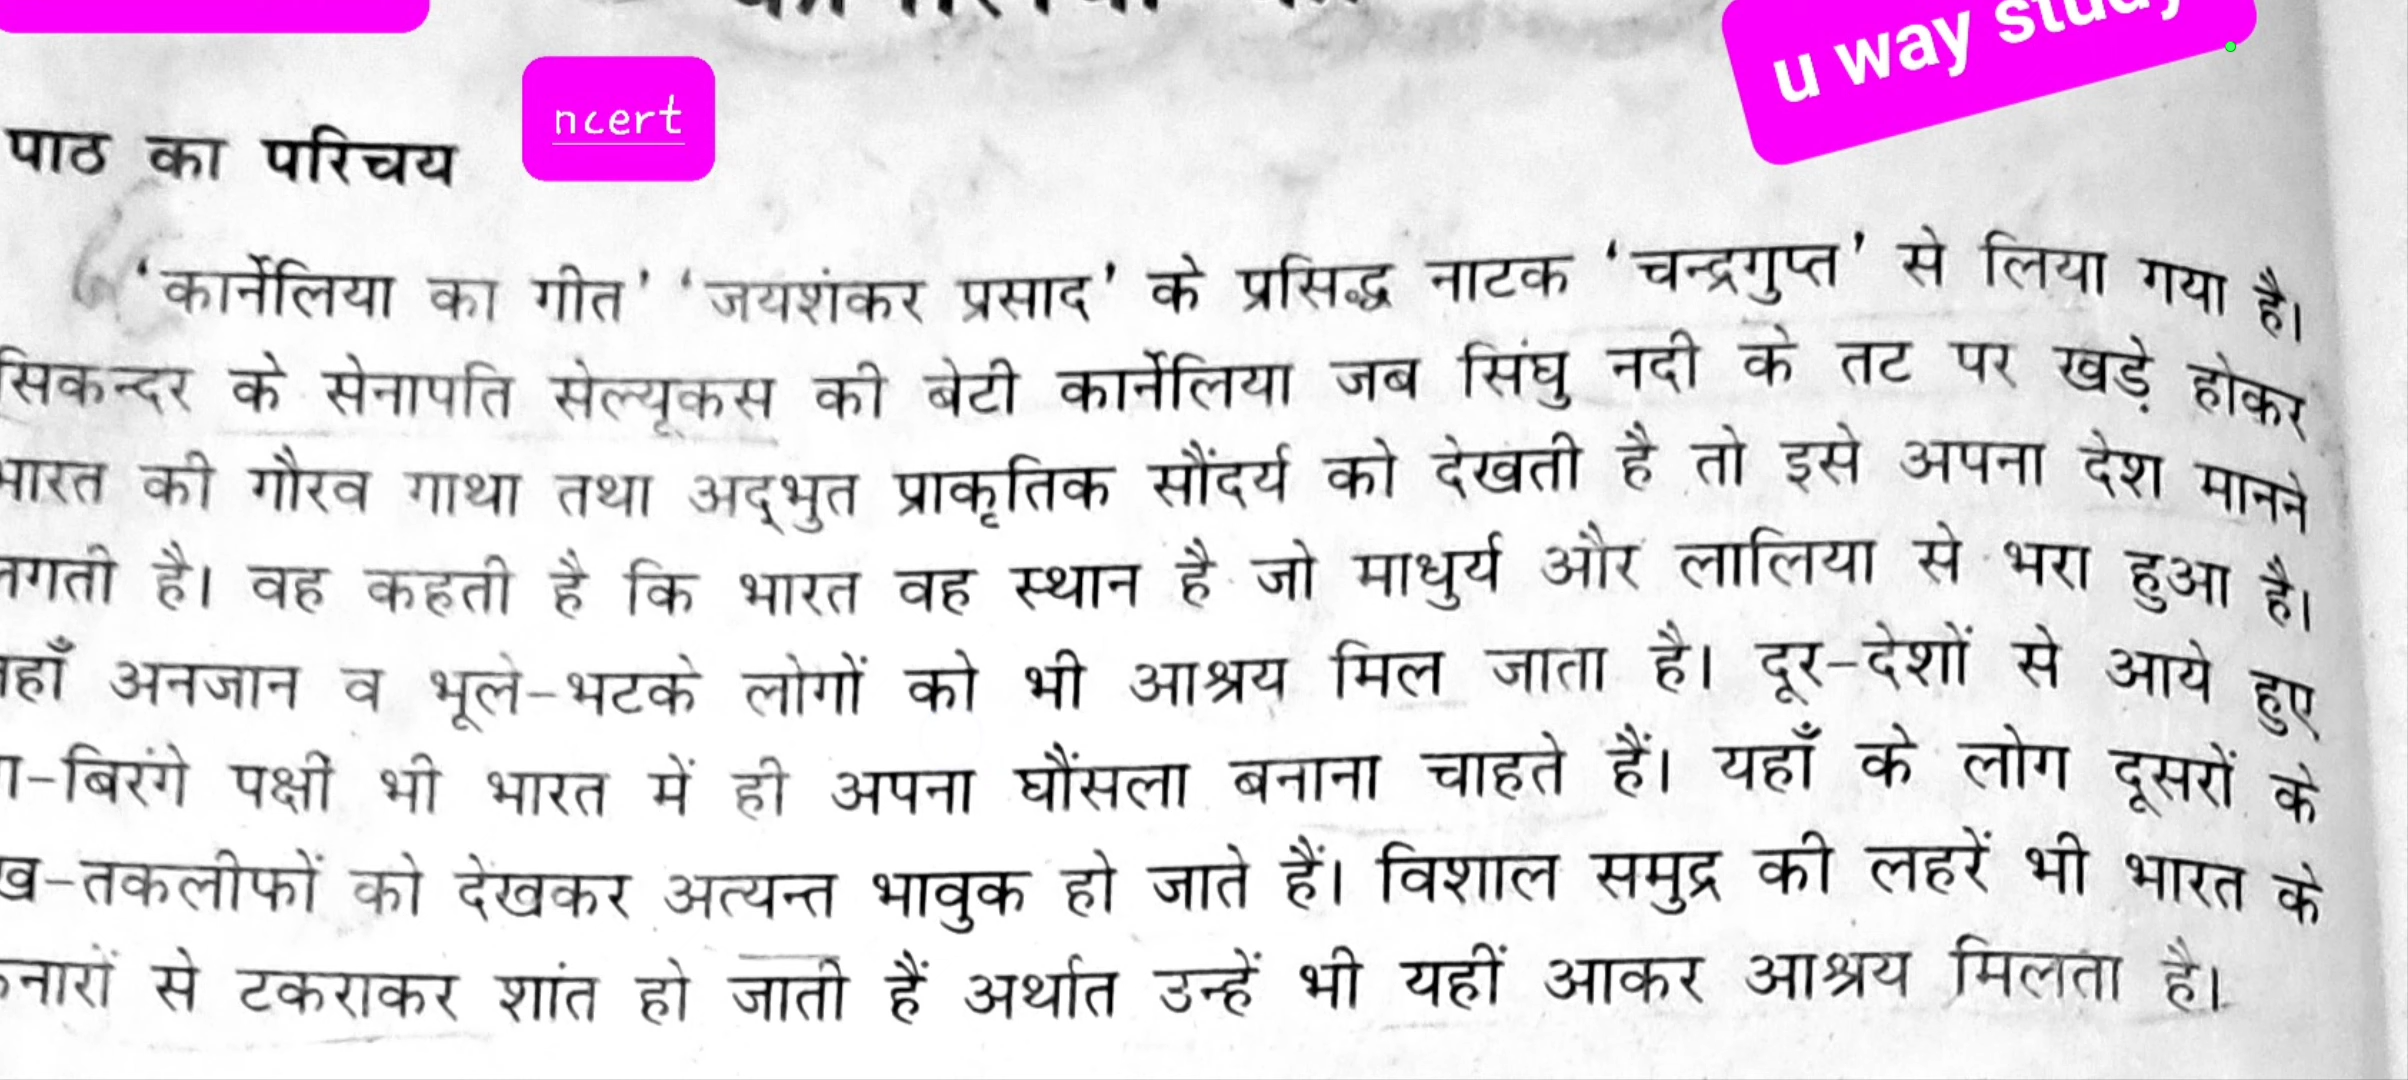 u way study
ncert
पाठ का परिचय
'कार्नेलिया का गीत' 'जयशंकर प्रसाद' के प्रसिद्ध नाटक 'चन्द्रगुप्त' से लिया गया है।
सिकन्दर के सेनापति सेल्यूकस की बेटी कार्नेलिया जब सिंघु नदी के तट पर खड़े होकर
भारत की गौरव गाथा तथा अद्‌भुत प्राकृतिक सौंदर्य को देखती है तो इसे अपना देश मानने
लगती है। वह कहती है कि भारत वह स्थान है जो माधुर्य और लालिया से भरा हुआ है।
अनजान व भूले-भटके लोगों को भी आश्रय मिल जाता है। दूर-देशों से आये हुए
बिरंगे पक्षी भी भारत में ही अपना घौंसला बनाना चाहते हैं। यहाँ के लोग दूसरों के
तकलीफों को देखकर अत्यन्त भावुक हो जाते हैं। विशाल समुद्र की लहरें भी भारत के
से टकराकर शांत हो जाती हैं अर्थात उन्हें भी यहीं आकर आश्रय मिलता है।